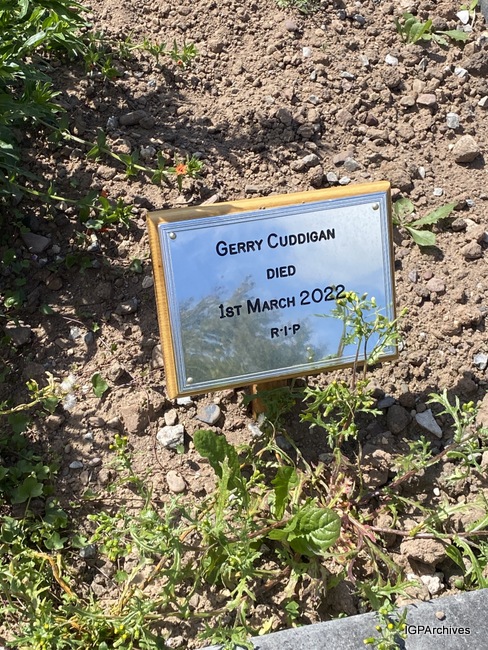 Gerry Cuddigan
died
1st March 2022
R·I·P
IGPArchives